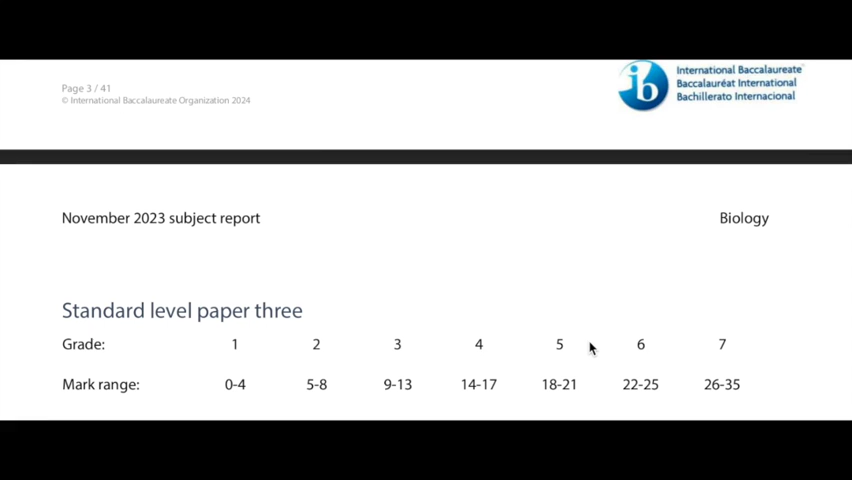 Page 3 / 41
© International Baccalaureate Organization 2024
ib
International Baccalaureate
Baccalauréat International
Bachillerato Internacional
November 2023 subject report
Biology
Standard level paper three
Grade: 1 2 3 4 5 6 7
Mark range: 0-4 5-8 9-13 14-17 18-21 22-25 26-35